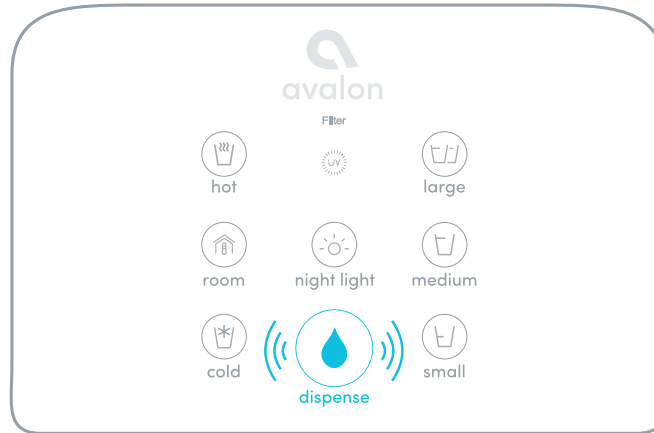 avalon
Filter
hot
UV
large
room
night light
medium
cold
dispense
small